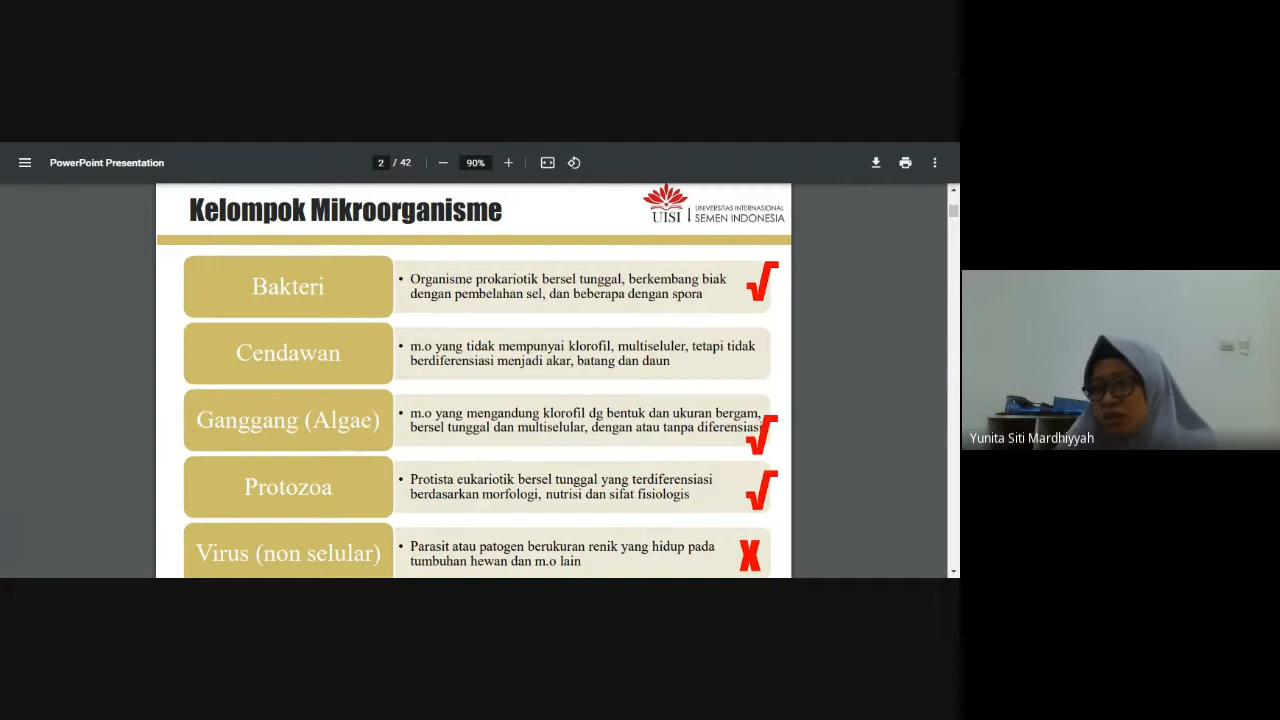 PowerPoint Presentation
2 / 42
90%
Kelompok Mikroorganisme
UISI
UNIVERSITAS INTERNASIONAL
SEMEN INDONESIA
Bakteri
• Organisme prokariotik bersel tunggal, berkembang biak
dengan pembelahan sel, dan beberapa dengan spora
√
Cendawan
• m.o yang tidak mempunyai klorofil, multiseluler, tetapi tidak
berdiferensiasi menjadi akar, batang dan daun
Ganggang (Algae)
• m.o yang mengandung klorofil dg bentuk dan ukuran bergam,
bersel tunggal dan multiselular, dengan atau tanpa diferensiasi
√
Protozoa
• Protista eukariotik bersel tunggal yang terdiferensiasi
berdasarkan morfologi, nutrisi dan sifat fisiologis
√
Virus (non selular)
• Parasit atau patogen berukuran renik yang hidup pada
tumbuhan hewan dan m.o lain
X
Yunita Siti Mardhiyyah